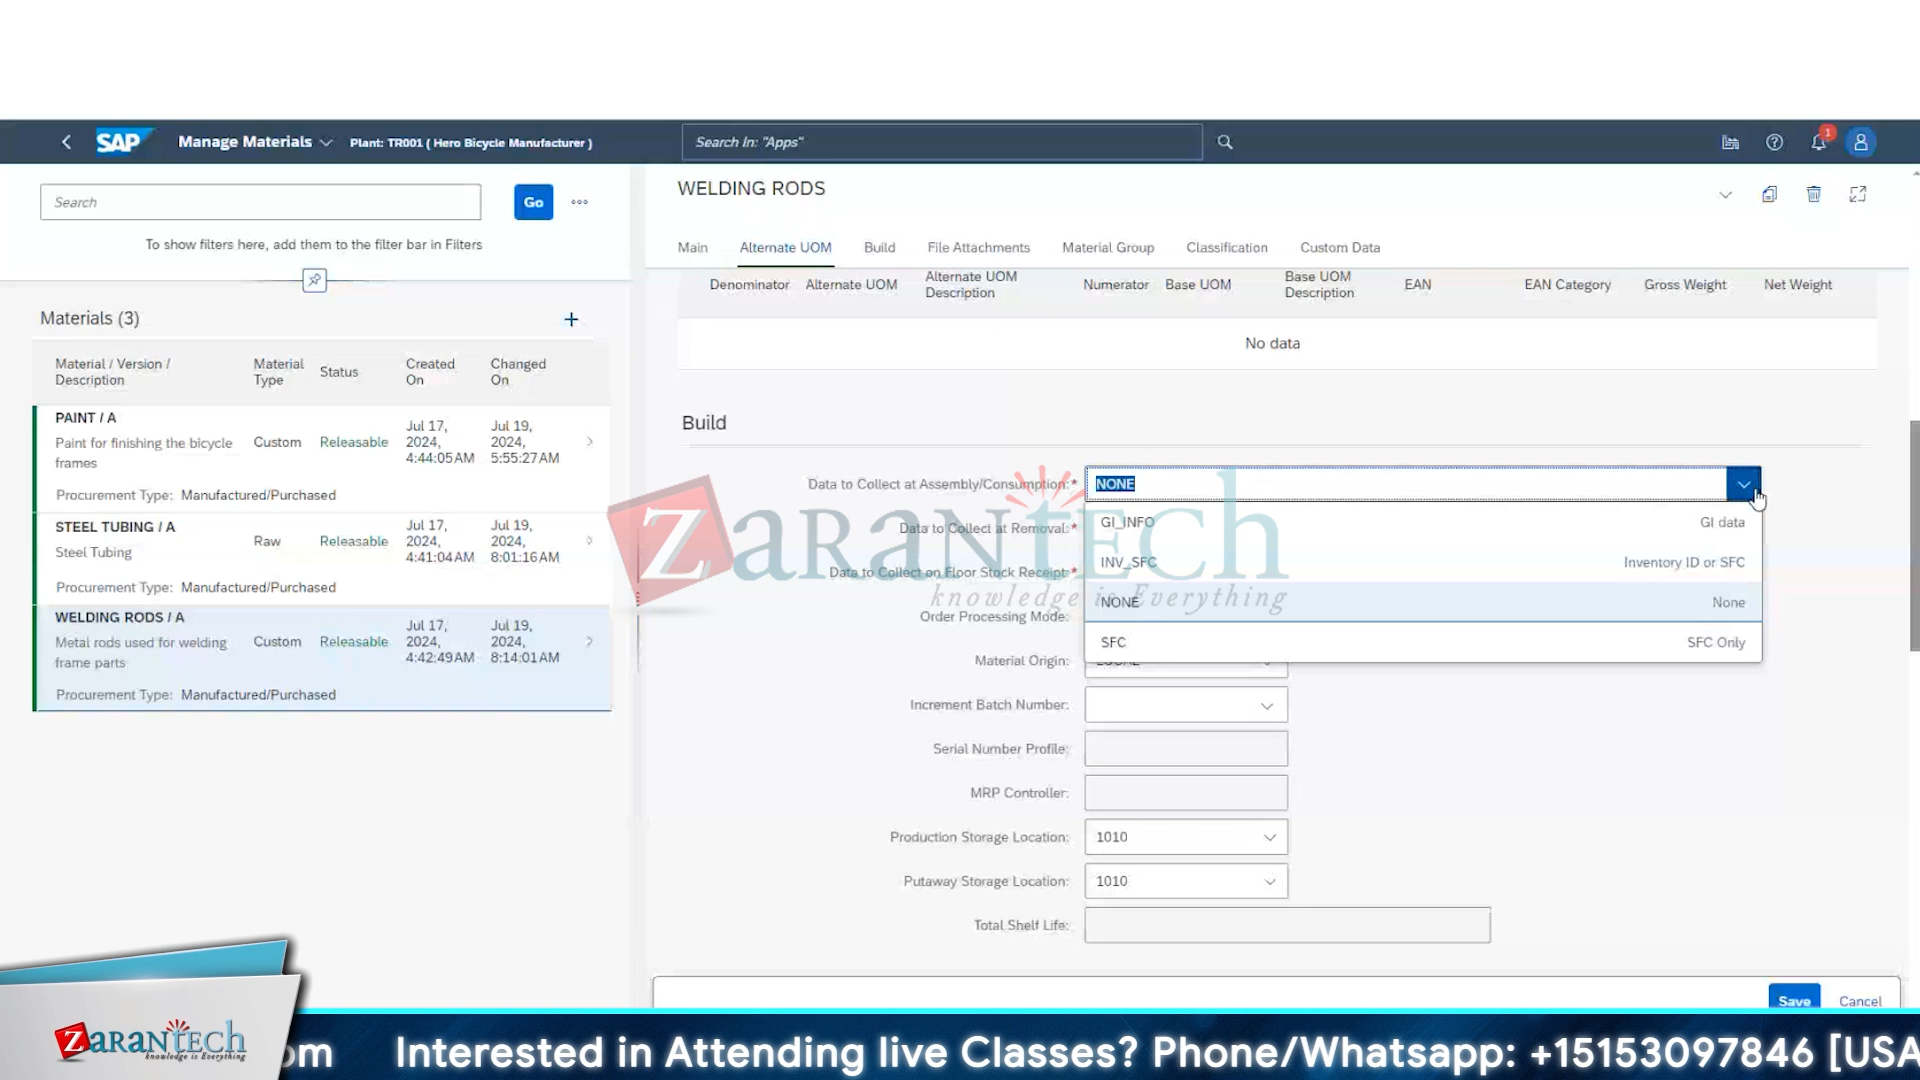 SAP
Manage Materials
Plant: TR001 ( Hero Bicycle Manufacturer )
Search In: "Apps"
1
Search
Go
To show filters here, add them to the filter bar in Filters
Materials (3)
Material / Version / Description
Material Type
Status
Created On
Changed On
PAINT / A
Paint for finishing the bicycle frames
Custom
Releasable
Jul 17, 2024, 4:44:05 AM
Jul 19, 2024, 5:55:27 AM
Procurement Type: Manufactured/Purchased
STEEL TUBING / A
Steel Tubing
Raw
Releasable
Jul 17, 2024, 4:41:04 AM
Jul 19, 2024, 8:01:16 AM
Procurement Type: Manufactured/Purchased
WELDING RODS / A
Metal rods used for welding frame parts
Custom
Releasable
Jul 17, 2024, 4:42:49 AM
Jul 19, 2024, 8:14:01 AM
Procurement Type: Manufactured/Purchased
WELDING RODS
Main
Alternate UOM
Build
File Attachments
Material Group
Classification
Custom Data
Denominator
Alternate UOM
Alternate UOM Description
Numerator
Base UOM
Base UOM Description
EAN
EAN Category
Gross Weight
Net Weight
No data
Build
Data to Collect at Assembly/Consumption:* NONE
GI_INFO GI data
INV_SFC Inventory ID or SFC
NONE None
SFC SFC Only
Data to Collect at Removal:*
Data to Collect on Floor Stock Receipt:*
Order Processing Mode:
Material Origin: LOCAL
Increment Batch Number:
Serial Number Profile:
MRP Controller:
Production Storage Location: 1010
Putaway Storage Location: 1010
Total Shelf Life:
Save
Cancel
ZaranTech
knowledge is Everything
ZaranTech
knowledge is Everything
om
Interested in Attending live Classes? Phone/Whatsapp: +15153097846 [USA